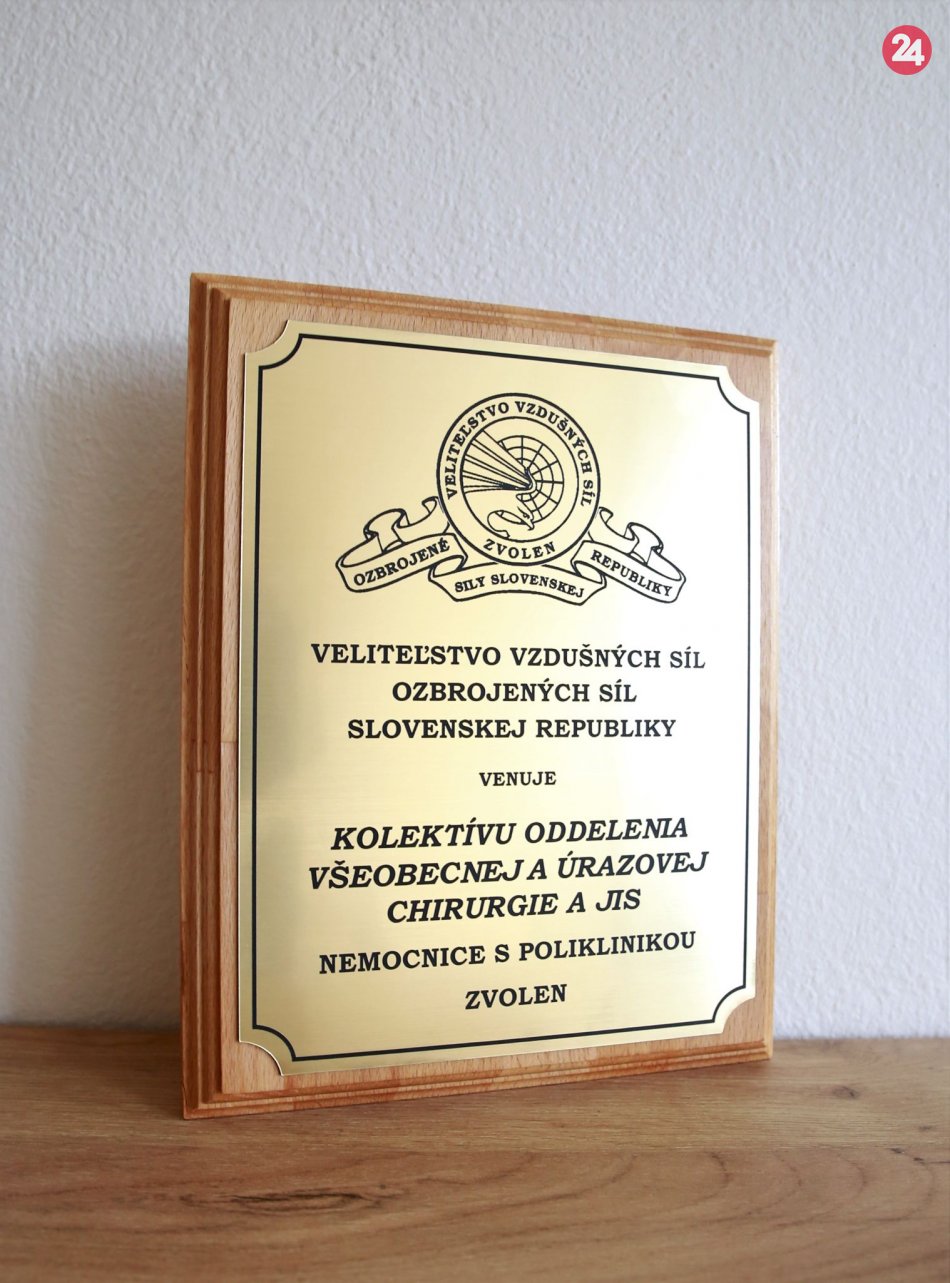 24
VELITEĽSTVO VZDUŠNÝCH SÍL
ZVOLEN
OZBROJENÉ
SILY SLOVENSKEJ
REPUBLIKY
VELITEĽSTVO VZDUŠNÝCH SÍL
OZBROJENÝCH SÍL
SLOVENSKEJ REPUBLIKY
VENUJE
KOLEKTÍVU ODDELENIA
VŠEOBECNEJ A ÚRAZOVEJ
CHIRURGIE A JIS
NEMOCNICE S POLIKLINIKOU
ZVOLEN